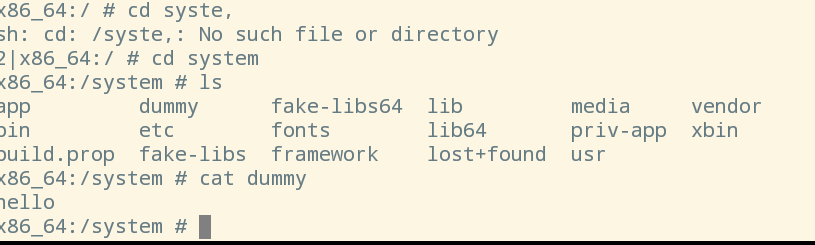 x86_64:/ # cd syste,
sh: cd: /syste,: No such file or directory
2|x86_64:/ # cd system
x86_64:/system # ls
app dummy fake-libs64 lib media vendor
bin etc fonts lib64 priv-app xbin
build.prop fake-libs framework lost+found usr
x86_64:/system # cat dummy
hello
x86_64:/system #